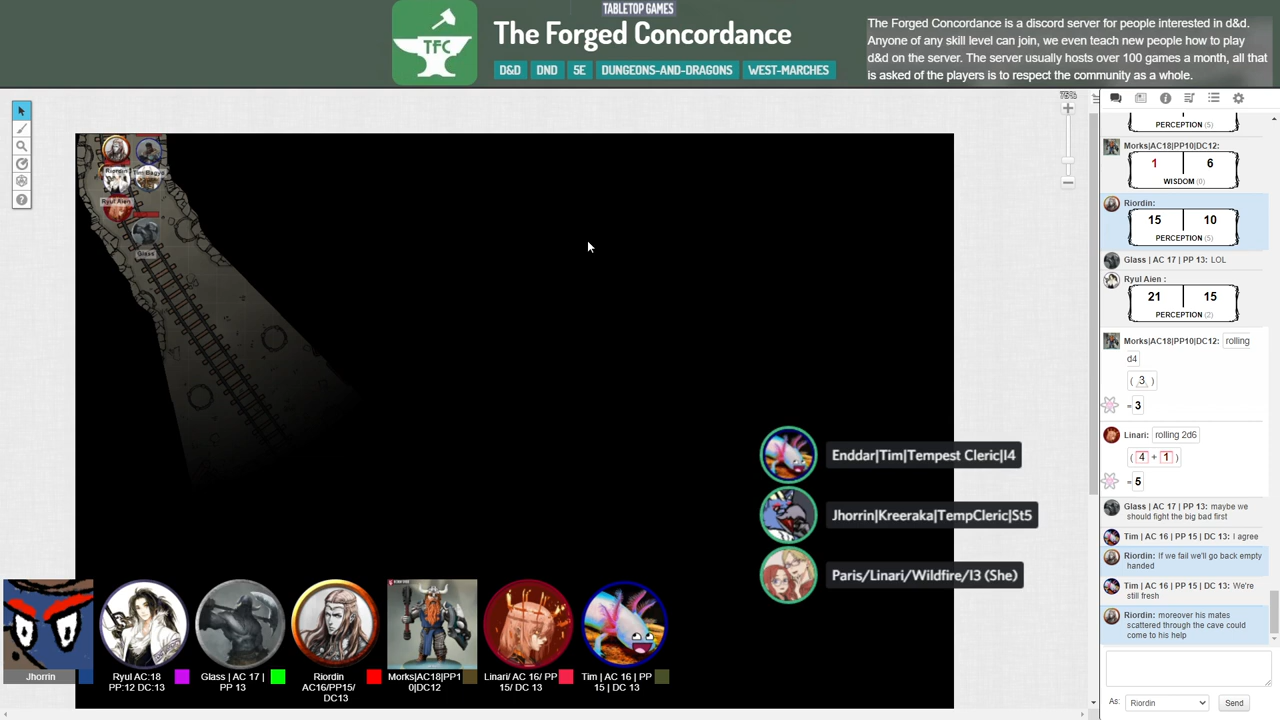 TABLETOP GAMES
TFC
The Forged Concordance
D&D DND 5E DUNGEONS-AND-DRAGONS WEST-MARCHES
The Forged Concordance is a discord server for people interested in d&d.
Anyone of any skill level can join, we even teach new people how to play
d&d on the server. The server usually hosts over 100 games a month, all that
is asked of the players is to respect the community as a whole.
Riordin
Tim Bagya
Ryul Aien
Glass
PERCEPTION (5)
Morks|AC18|PP10|DC12:
1 6
WISDOM (0)
Riordin:
15 10
PERCEPTION (5)
Glass | AC 17 | PP 13: LOL
Ryul Aien :
21 15
PERCEPTION (2)
Morks|AC18|PP10|DC12: rolling
d4
( 3 )
= 3
Linari: rolling 2d6
( 4 + 1 )
= 5
Glass | AC 17 | PP 13: maybe we
should fight the big bad first
Tim | AC 16 | PP 15 | DC 13: I agree
Riordin: If we fail we'll go back empty
handed
Tim | AC 16 | PP 15 | DC 13: We're
still fresh
Riordin: moreover his mates
scattered through the cave could
come to his help
As: Riordin Send
Enddar|Tim|Tempest Cleric|I4
Jhorrin|Kreeraka|TempCleric|St5
Paris/Linari/Wildfire/I3 (She)
Jhorrin
Ryul AC:18
PP:12 DC:13
Glass | AC 17 |
PP 13
Riordin
AC16/PP15/
DC13
Morks|AC18|PP1
0|DC12
Linari/ AC 16/ PP
15/ DC 13
Tim | AC 16 | PP
15 | DC 13